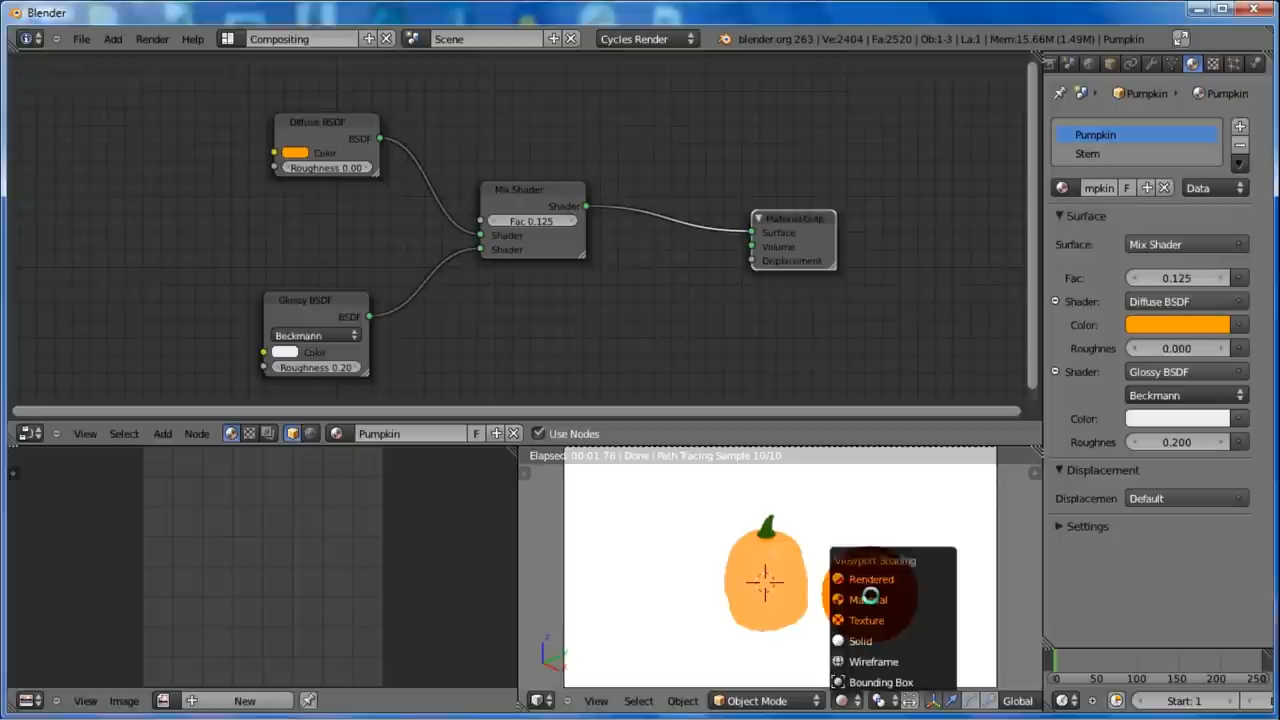 Blender
File Add Render Help Compositing Scene Cycles Render blender.org 263 | Ve:2404 | Fa:2520 | Ob:1-3 | La:1 | Mem:15.66M (1.49M) | Pumpkin
Diffuse BSDF
BSDF
Color
Roughness 0.00
Mix Shader
Shader
Fac 0.125
Shader
Shader
Glossy BSDF
BSDF
Beckmann
Color
Roughness 0.20
Material Outp
Surface
Volume
Displacement
View Select Add Node Pumpkin F Use Nodes
Elapsed: 00:01.76 | Done | Path Tracing Sample 10/10
Viewport Shading
Rendered
Material
Texture
Solid
Wireframe
Bounding Box
View Image New
View Select Object Object Mode Global
Pumpkin Pumpkin
Pumpkin
Stem
mpkin F Data
Surface
Surface: Mix Shader
Fac: 0.125
Shader: Diffuse BSDF
Color:
Roughnes 0.000
Shader: Glossy BSDF
Beckmann
Color:
Roughnes 0.200
Displacement
Displacemen Default
Settings
0 50 100 150 200 250
Start: 1